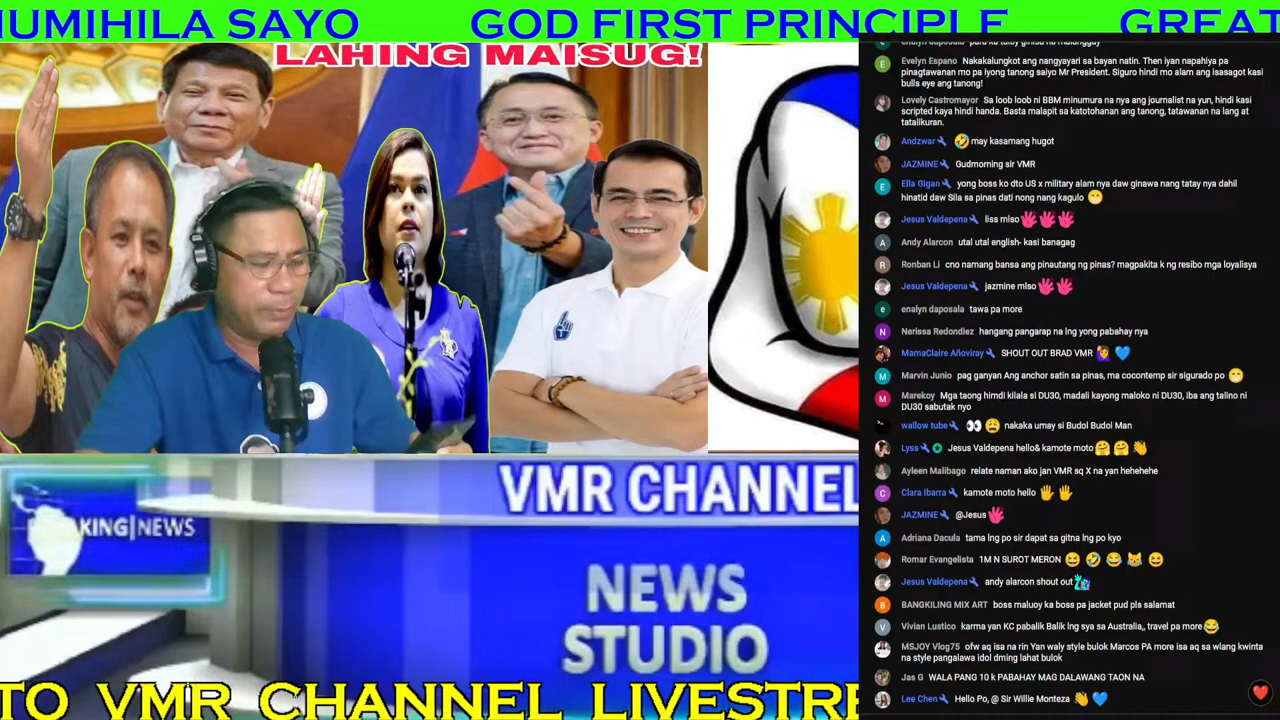 HUMIHILA SAYO GOD FIRST PRINCIPLE GREAT
LAHING MAISUG!
Evelyn Espano Nakakalungkot ang nangyayari sa bayan natin. Then iyan napahiya pa
pinagtawanan mo pa iyong tanong saiyo Mr President. Siguro hindi mo alam ang isasagot kasi
bulls eye ang tanong!
Lovely Castromayor Sa loob loob ni BBM minumura na nya ang journalist na yun, hindi kasi
scripted kaya hindi handa. Basta malapit sa katotohanan ang tanong, tatawanan na lang at
tatalikuran.
Andzwar 🤣 may kasamang hugot
JAZMINE Gudmorning sir VMR
Ella Gigan yong boss ko dto US x military alam nya daw ginawa nang tatay nya dahil
hinatid daw Sila sa pinas dati nong nang kagulo 😁
Jesus Valdepena liss mlso
Andy Alarcon utal utal english- kasi banagag
Ronban Li cno namang bansa ang pinautang ng pinas? magpakita k ng resibo mga loyalisya
Jesus Valdepena jazmine mlso
enalyn daposala tawa pa more
Nerissa Redondiez hangang pangarap na lng yong pabahay nya
MamaClaire Añoviray SHOUT OUT BRAD VMR 🙋‍♀️ 💙
Marvin Junio pag ganyan Ang anchor satin sa pinas, ma cocontemp sir sigurado po 😁
Marekoy Mga taong himdi kilala si DU30, madali kayong maloko ni DU30, iba ang talino ni
DU30 sabutak nyo
wallow tube 👀 😩 nakaka umay si Budol Budol Man
Lyss Jesus Valdepena hello& kamote moto 🤗 🤗 👋
Ayleen Malibago relate naman ako jan VMR sq X na yan hehehehe
Clara Ibarra kamote moto hello 🖐 🖐
JAZMINE @Jesus
Adriana Dacula tama lng po sir dapat sa gitna lng po kyo
Romar Evangelista 1M N SUROT MERON 😆 🤣 😂 😹 😆
Jesus Valdepena andy alarcon shout out
BANGKILING MIX ART boss maluoy ka boss pa jacket pud pls salamat
Vivian Lustico karma yan KC pabalik Balik lng sya sa Australia,, travel pa more 😂
MSJOY Vlog75 ofw aq isa na rin Yan waly style bulok Marcos PA more isa aq sa wlang kwinta
na style pangalawa idol dming lahat bulok
Jas G WALA PANG 10 k PABAHAY MAG DALAWANG TAON NA
Lee Chen Hello Po, @ Sir Willie Monteza 👋 💙
VMR CHANNEL
KING|NEWS
NEWS
STUDIO
TO VMR CHANNEL LIVESTRE